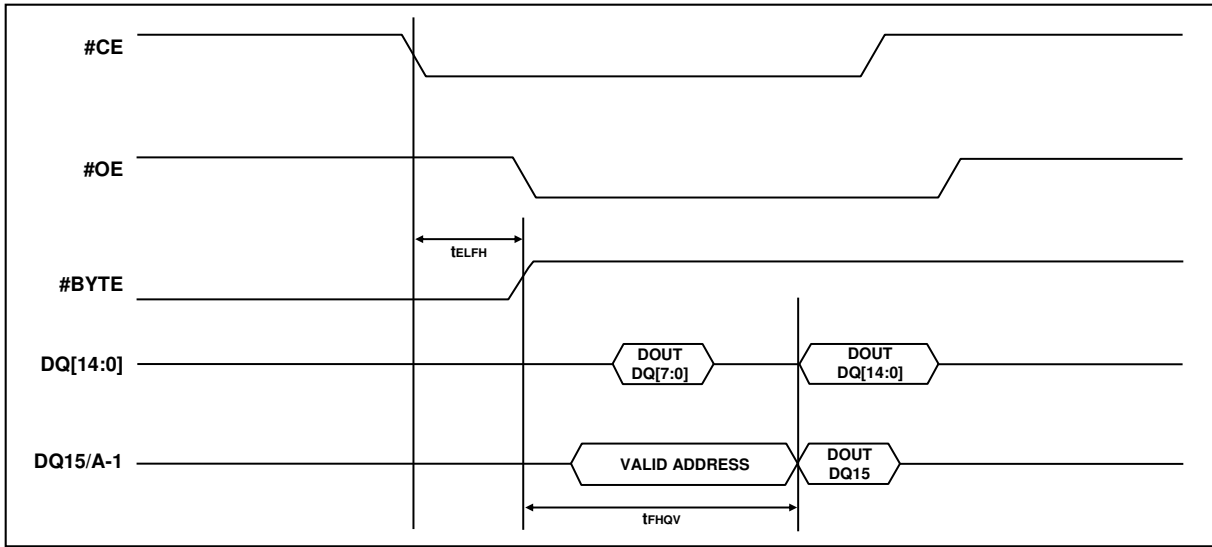 #CE
#OE
tELFH
#BYTE
DQ[14:0]
DOUT
DQ[7:0]
DOUT
DQ[14:0]
DQ15/A-1
VALID ADDRESS
DOUT
DQ15
tFHQV